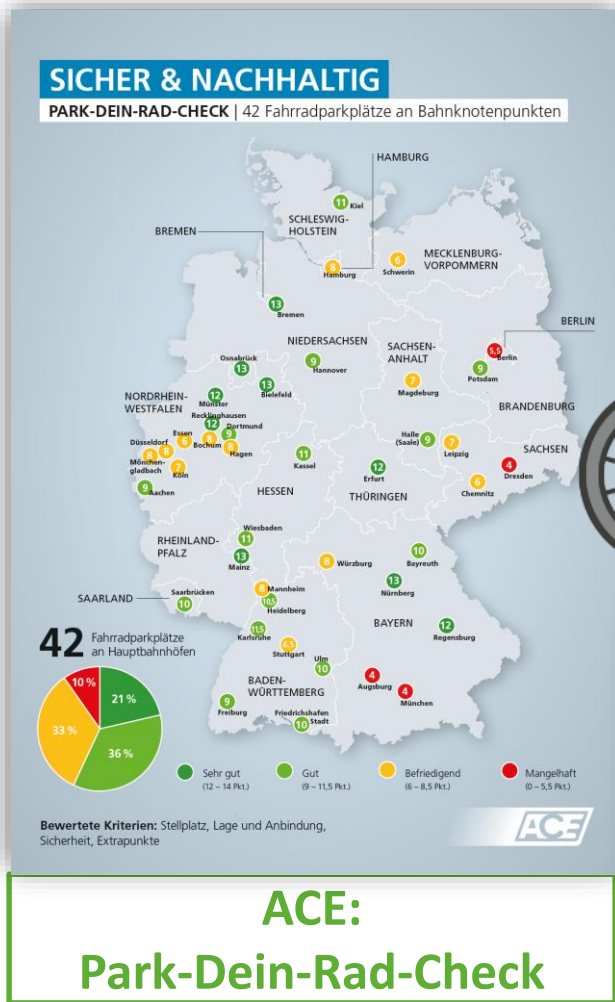 SICHER & NACHHALTIG
PARK-DEIN-RAD-CHECK | 42 Fahrradparkplätze an Bahnknotenpunkten
HAMBURG
11
Kiel
SCHLESWIG-
HOLSTEIN
BREMEN
8
Hamburg
6
Schwerin
MECKLENBURG-
VORPOMMERN
13
Bremen
BERLIN
NIEDERSACHSEN
SACHSEN-
ANHALT
5,5
Berlin
Osnabrück
13
9
Hannover
9
Potsdam
13
Bielefeld
7
Magdeburg
NORDRHEIN-
WESTFALEN
12
Münster
BRANDENBURG
Recklinghausen
12
Dortmund
9
Essen
6
8
Bochum
8
Hagen
Düsseldorf
8
8
Mönchen-
gladbach
7
Köln
11
Kassel
Halle
(Saale)
9
7
Leipzig
SACHSEN
4
Dresden
12
Erfurt
6
Chemnitz
9
Aachen
HESSEN
THÜRINGEN
Wiesbaden
11
RHEINLAND-
PFALZ
13
Mainz
8
Würzburg
10
Bayreuth
13
Nürnberg
SAARLAND
Saarbrücken
10
8
Mannheim
10,5
Heidelberg
BAYERN
12
Regensburg
11,5
Karlsruhe
6,5
Stuttgart
Ulm
10
4
Augsburg
4
München
BADEN-
WÜRTTEMBERG
9
Freiburg
Friedrichshafen
Stadt
10
42 Fahrradparkplätze
an Hauptbahnhöfen
10 %
21 %
33 %
36 %
Sehr gut
(12 – 14 Pkt.)
Gut
(9 – 11,5 Pkt.)
Befriedigend
(6 – 8,5 Pkt.)
Mangelhaft
(0 – 5,5 Pkt.)
Bewertete Kriterien: Stellplatz, Lage und Anbindung,
Sicherheit, Extrapunkte
ACE
ACE:
Park-Dein-Rad-Check